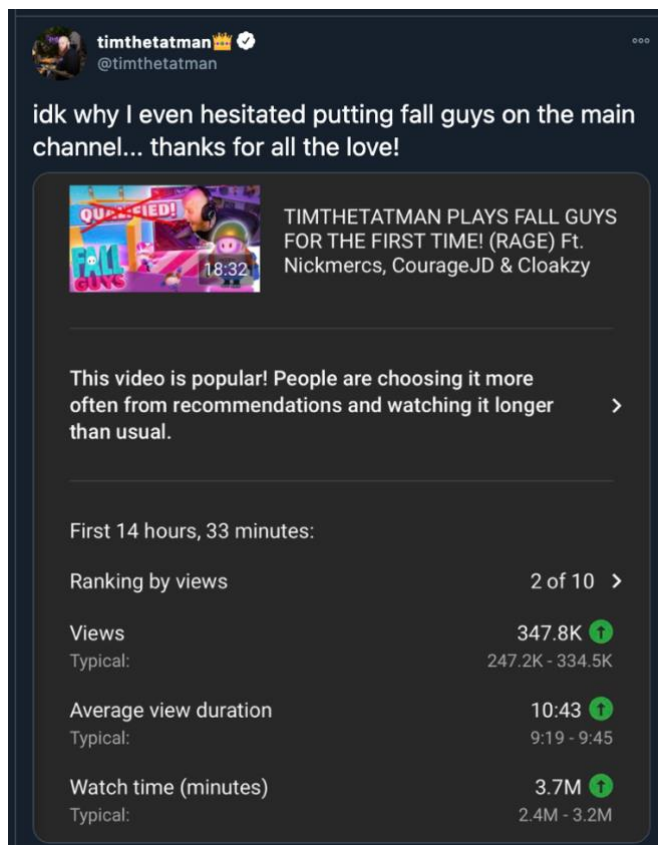 timthetatman
@timthetatman
idk why I even hesitated putting fall guys on the main
channel... thanks for all the love!
QUALIFIED!
FALL
GUYS
18:32
TIMTHETATMAN PLAYS FALL GUYS
FOR THE FIRST TIME! (RAGE) Ft.
Nickmercs, CourageJD & Cloakzy
This video is popular! People are choosing it more
often from recommendations and watching it longer
than usual.
First 14 hours, 33 minutes:
Ranking by views 2 of 10
Views 347.8K
Typical: 247.2K - 334.5K
Average view duration 10:43
Typical: 9:19 - 9:45
Watch time (minutes) 3.7M
Typical: 2.4M - 3.2M